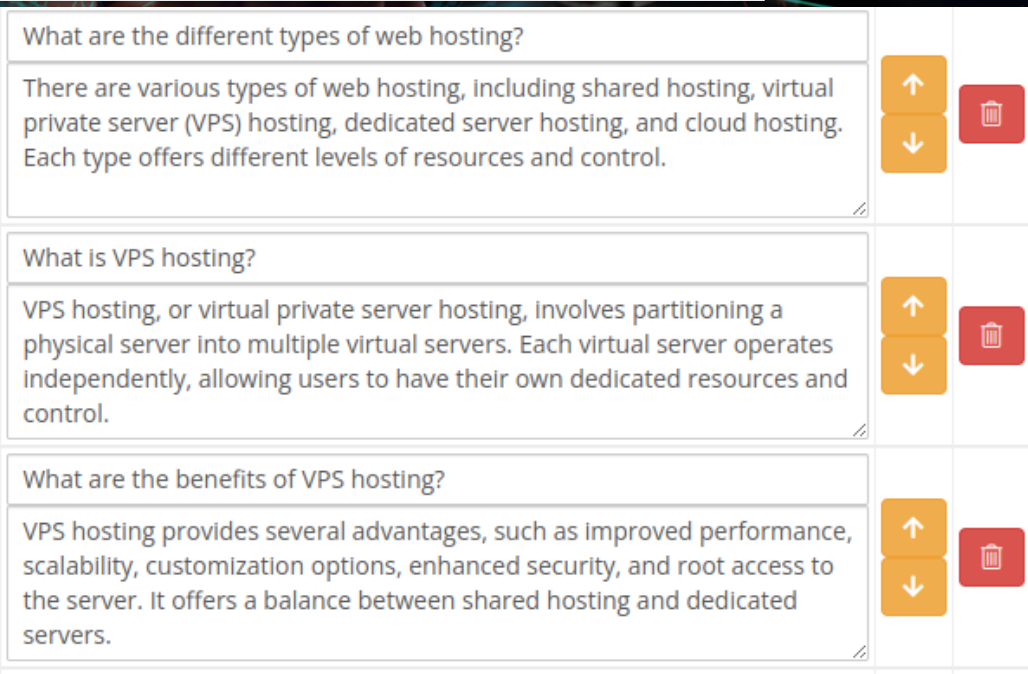 What are the different types of web hosting?
There are various types of web hosting, including shared hosting, virtual
private server (VPS) hosting, dedicated server hosting, and cloud hosting.
Each type offers different levels of resources and control.
What is VPS hosting?
VPS hosting, or virtual private server hosting, involves partitioning a
physical server into multiple virtual servers. Each virtual server operates
independently, allowing users to have their own dedicated resources and
control.
What are the benefits of VPS hosting?
VPS hosting provides several advantages, such as improved performance,
scalability, customization options, enhanced security, and root access to
the server. It offers a balance between shared hosting and dedicated
servers.